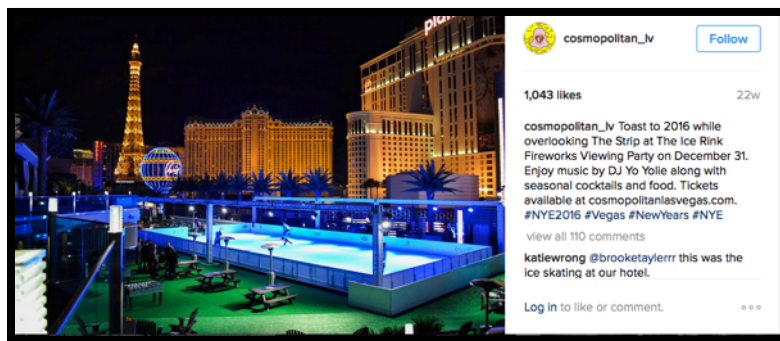 cosmopolitan_lv
Follow
1,043 likes
22w
cosmopolitan_lv Toast to 2016 while
overlooking The Strip at The Ice Rink
Fireworks Viewing Party on December 31.
Enjoy music by DJ Yo Yolie along with
seasonal cocktails and food. Tickets
available at cosmopolitanlasvegas.com.
#NYE2016 #Vegas #NewYears #NYE
view all 110 comments
katiewrong @brooketaylerrr this was the
ice skating at our hotel.
Log in to like or comment.